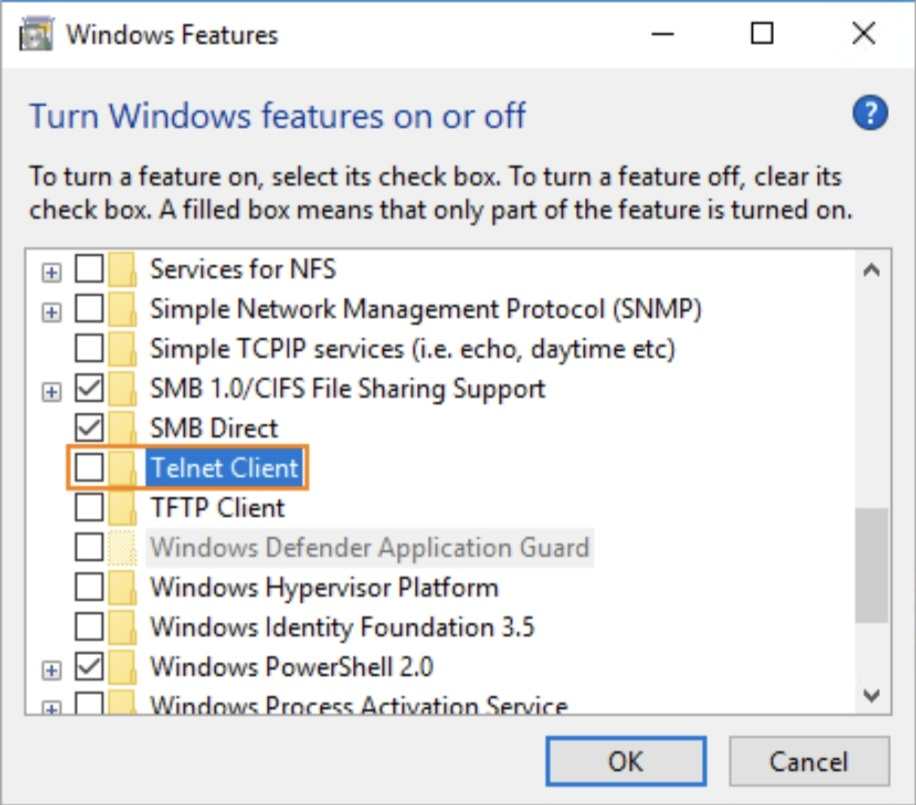 Windows Features
Turn Windows features on or off
?
To turn a feature on, select its check box. To turn a feature off, clear its
check box. A filled box means that only part of the feature is turned on.
Services for NFS
Simple Network Management Protocol (SNMP)
Simple TCPIP services (i.e. echo, daytime etc)
SMB 1.0/CIFS File Sharing Support
SMB Direct
Telnet Client
TFTP Client
Windows Defender Application Guard
Windows Hypervisor Platform
Windows Identity Foundation 3.5
Windows PowerShell 2.0
Windows Process Activation Service
OK Cancel